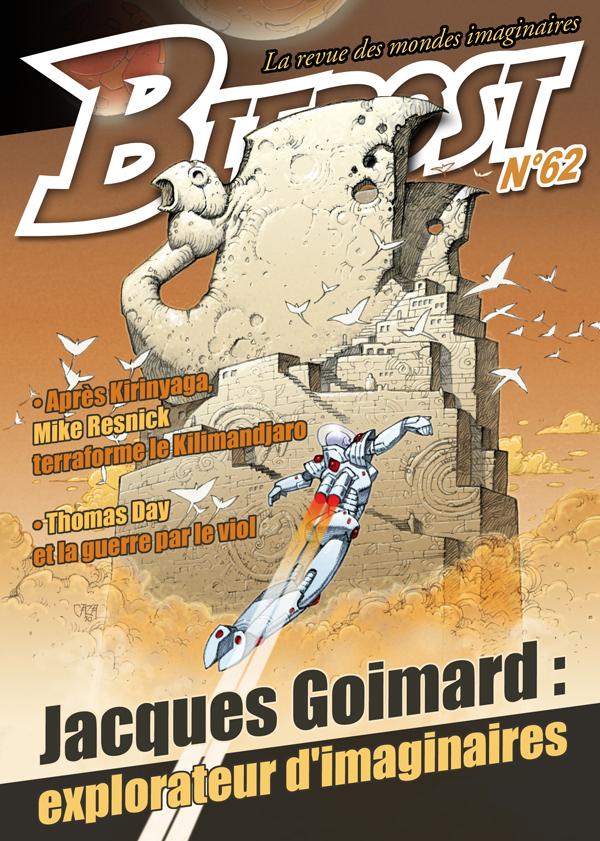 La revue des mondes imaginaires
BIFROST
N°62
• Après Kirinyaga,
Mike Resnick
terraforme le Kilimandjaro
• Thomas Day
et la guerre par le viol
CAZA
Jacques Goimard :
explorateur d'imaginaires